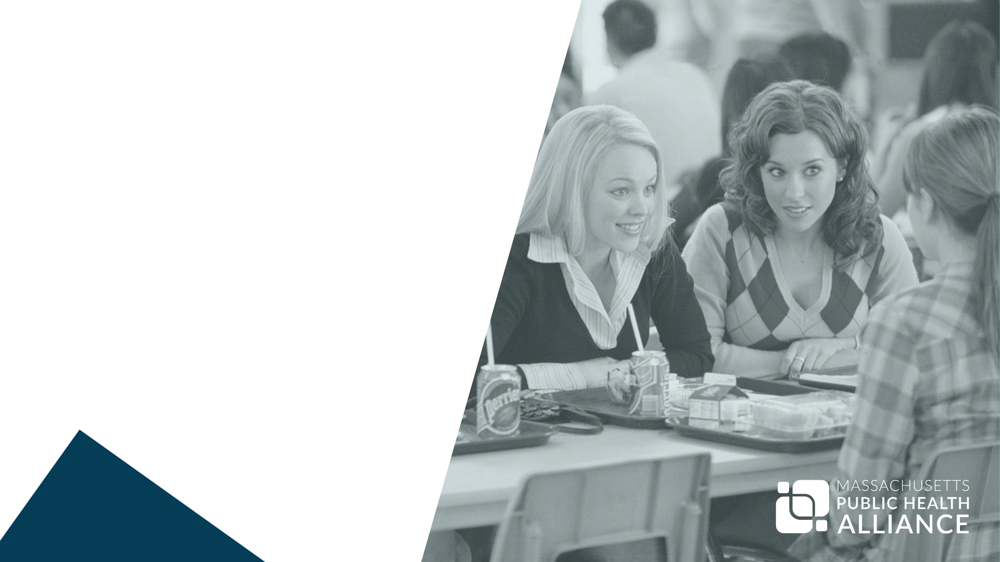 Perrier
MASSACHUSETTS
PUBLIC HEALTH
ALLIANCE